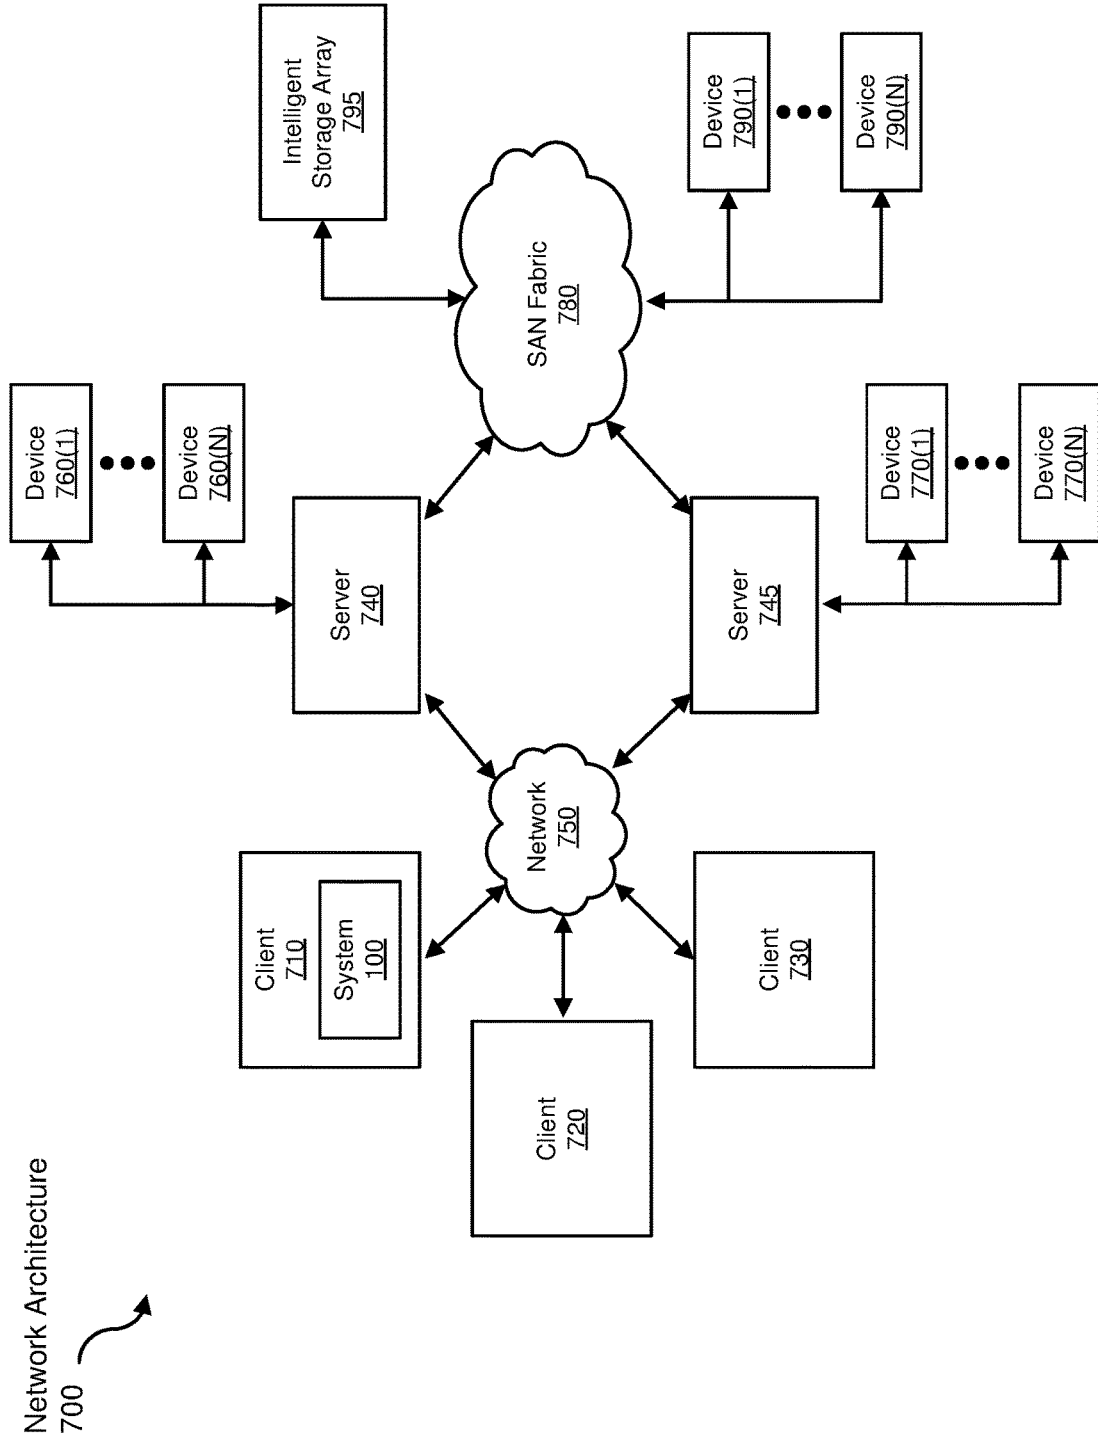 Network Architecture
700
Client
710
System
100
Client
720
Client
730
Network
750
Server
740
Server
745
Device
760(1)
Device
760(N)
Device
770(1)
Device
770(N)
SAN Fabric
780
Intelligent
Storage Array
795
Device
790(1)
Device
790(N)